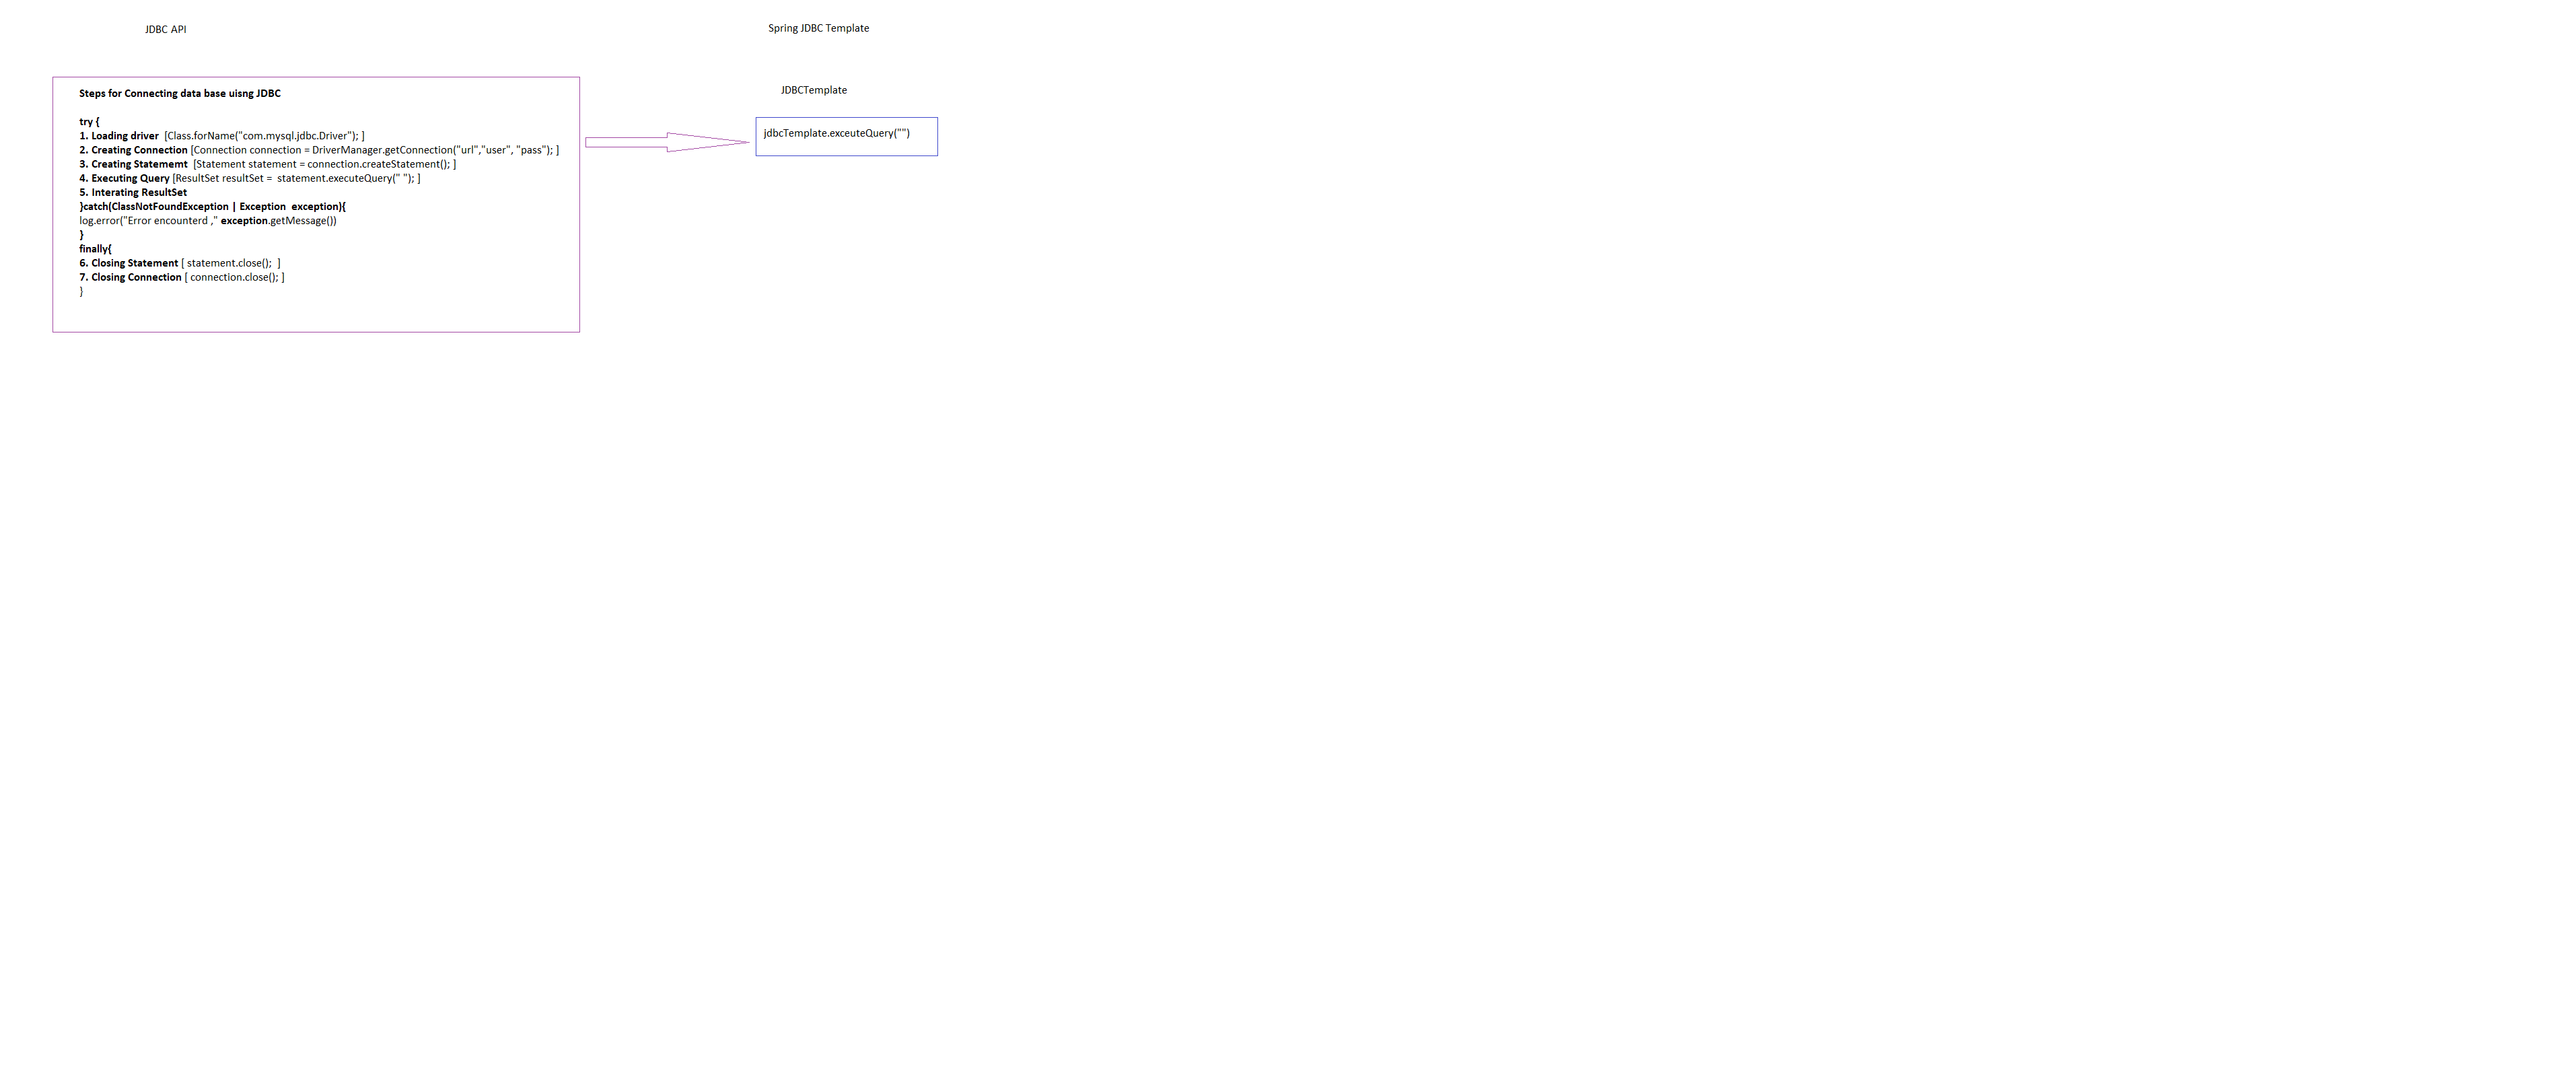 JDBC API
Spring JDBC Template
Steps for Connecting data base uisng JDBC
try {
1. Loading driver  [Class.forName("com.mysql.jdbc.Driver"); ]
2. Creating Connection [Connection connection = DriverManager.getConnection("url","user", "pass"); ]
3. Creating Statememt  [Statement statement = connection.createStatement(); ]
4. Executing Query [ResultSet resultSet =  statement.executeQuery(" "); ]
5. Interating ResultSet
}catch(ClassNotFoundException | Exception  exception){
log.error("Error encounterd ," exception.getMessage())
}
finally{
6. Closing Statement [ statement.close();  ]
7. Closing Connection [ connection.close(); ]
}
JDBCTemplate
jdbcTemplate.exceuteQuery("")